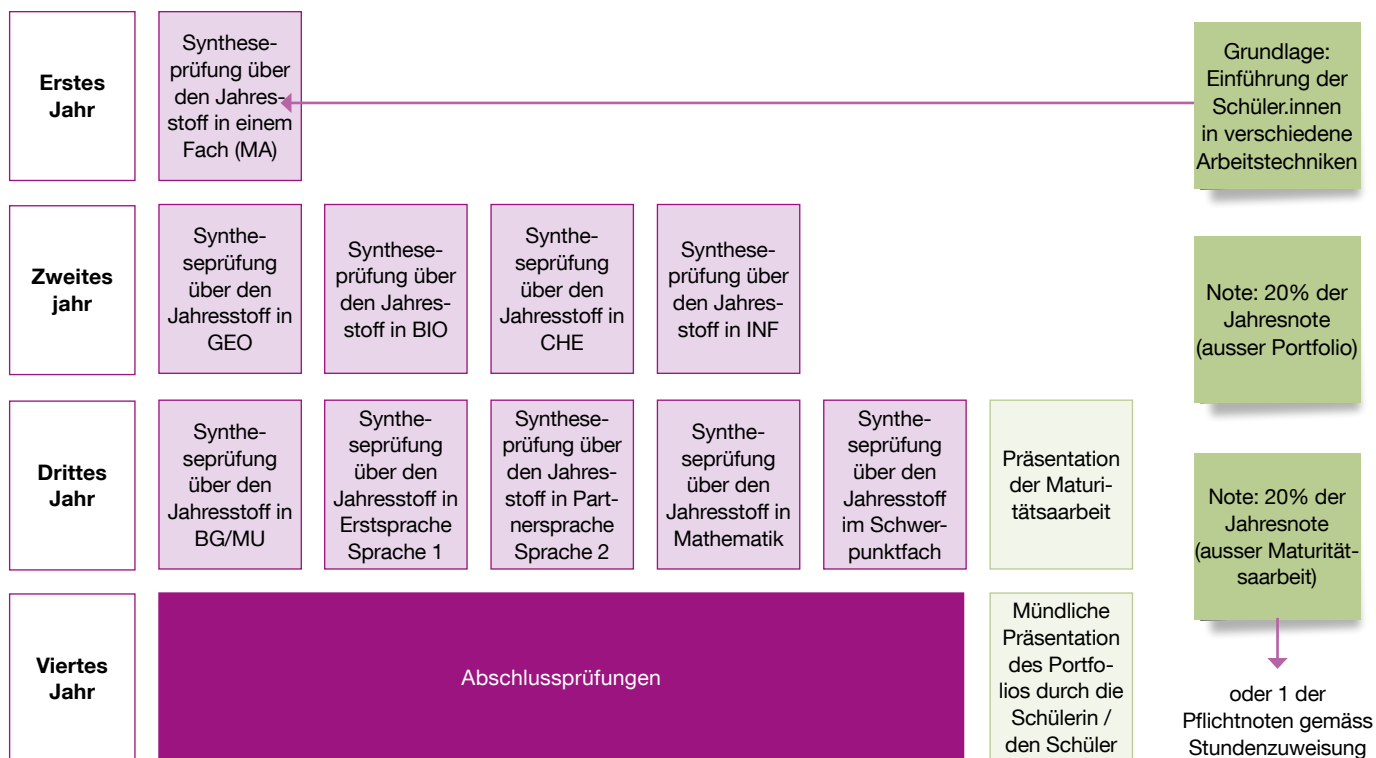 Erstes
Jahr
Synthese-
prüfung über
den Jahres-
stoff in einem
Fach (MA)
Grundlage:
Einführung der
Schüler.innen
in verschiedene
Arbeitstechniken
Zweites
jahr
Synthe-
seprüfung
über den
Jahresstoff in
GEO
Synthese-
prüfung über
den Jahres-
stoff in BIO
Synthe-
seprüfung
über den
Jahresstoff in
CHE
Synthese-
prüfung über
den Jahres-
stoff in INF
Note: 20% der
Jahresnote
(ausser Portfolio)
Drittes
Jahr
Synthe-
seprüfung
über den
Jahresstoff in
BG/MU
Synthe-
seprüfung
über den
Jahresstoff in
Erstsprache
Sprache 1
Synthese-
prüfung über
den Jahres-
stoff in Part-
nersprache
Sprache 2
Synthe-
seprüfung
über den
Jahresstoff in
Mathematik
Synthe-
seprüfung
über den
Jahresstoff
im Schwer-
punktfach
Präsentation
der Maturi-
tätsaarbeit
Note: 20% der
Jahresnote
(ausser Maturität-
saarbeit)
Viertes
Jahr
Abschlussprüfungen
Mündliche
Präsentation
des Portfo-
lios durch die
Schülerin /
den Schüler
oder 1 der
Pflichtnoten gemäss
Stundenzuweisung